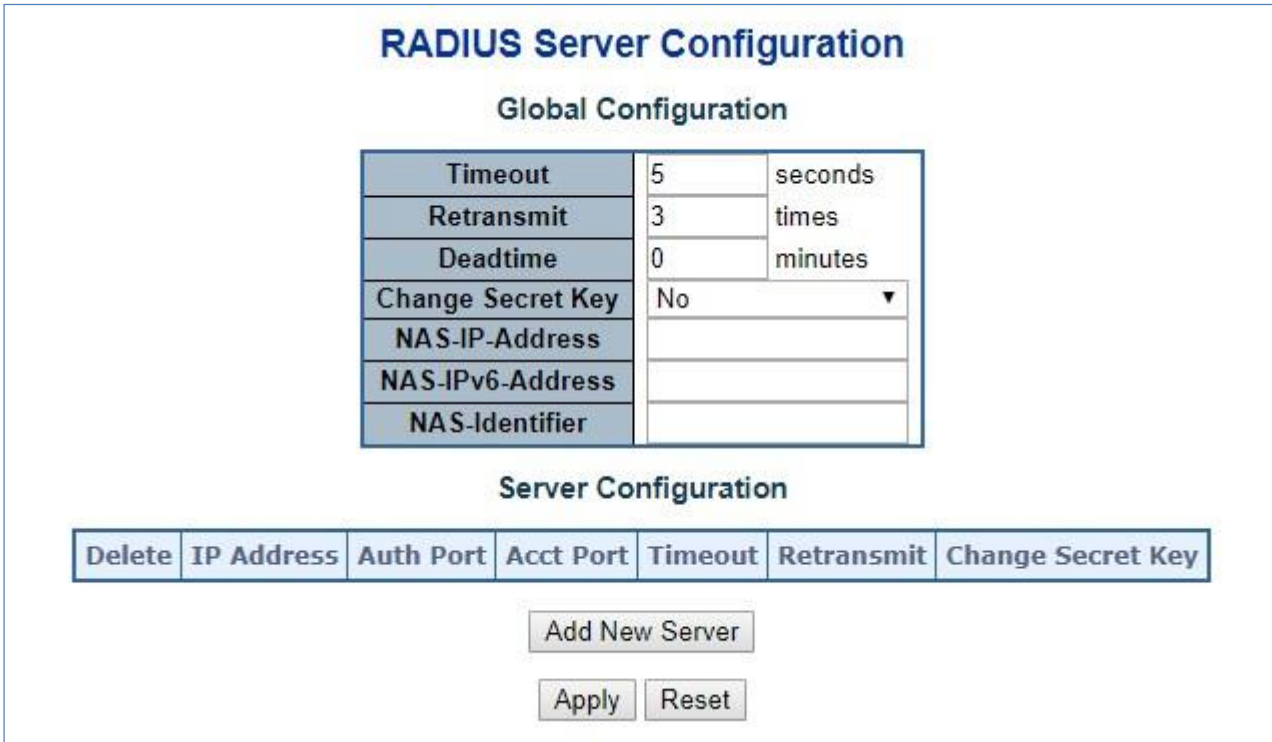 RADIUS Server Configuration
Global Configuration
Timeout 5 seconds
Retransmit 3 times
Deadtime 0 minutes
Change Secret Key No
NAS-IP-Address
NAS-IPv6-Address
NAS-Identifier
Server Configuration
Delete IP Address Auth Port Acct Port Timeout Retransmit Change Secret Key
Add New Server
Apply Reset